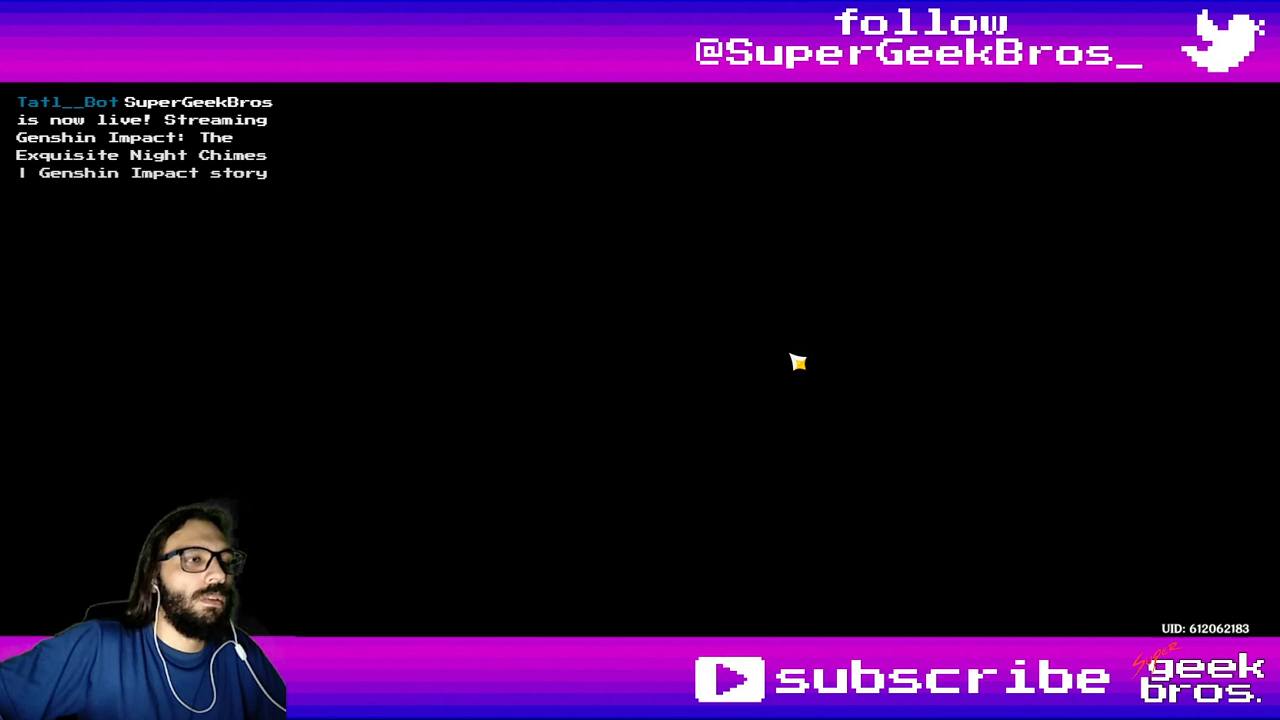 follow
@SuperGeekBros_
Tatl__Bot SuperGeekBros
is now live! Streaming
Genshin Impact: The
Exquisite Night Chimes
| Genshin Impact story
UID: 612062183
subscribe
super
geek
bros.